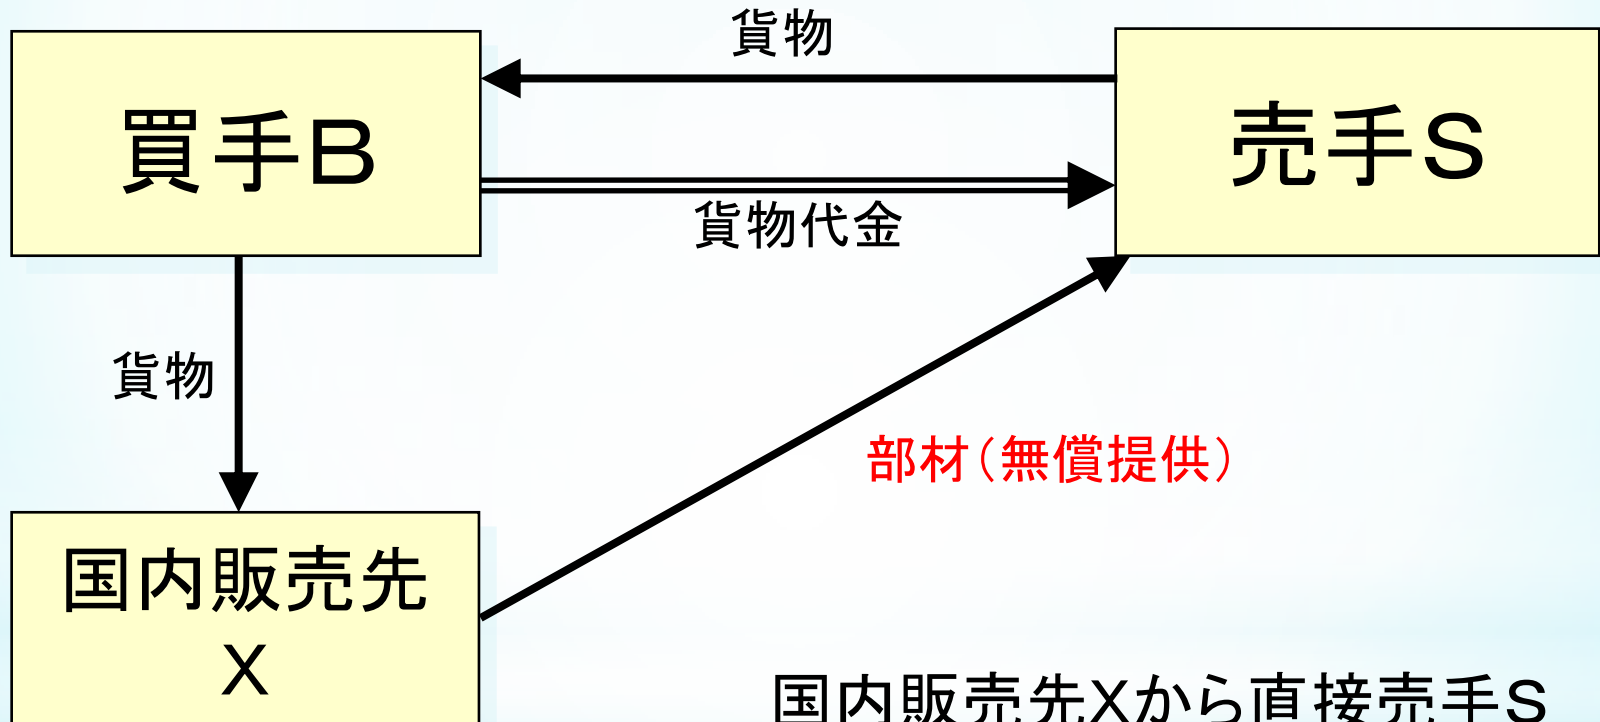 貨物
買手B
売手S
貨物代金
貨物
部材（無償提供）
国内販売先
X
国内販売先Xから直接売手S